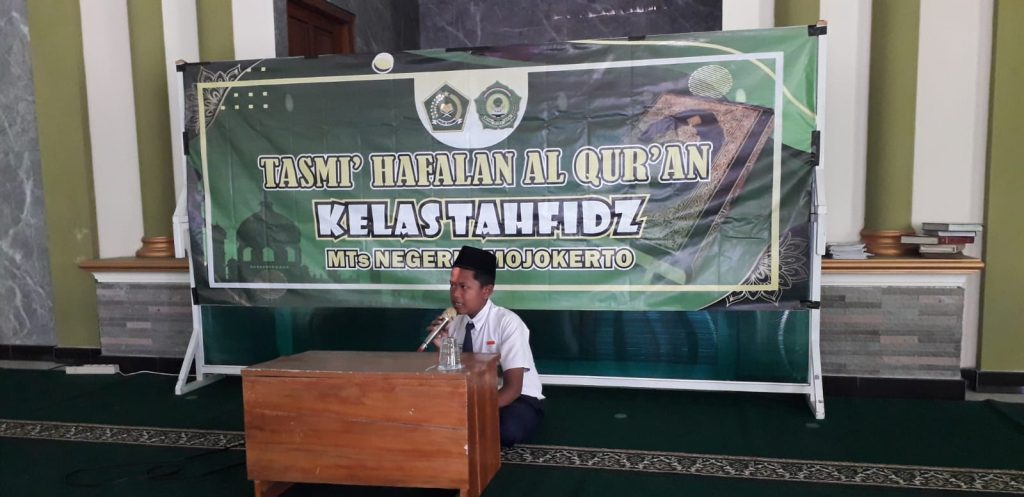 TASMI' HAFALAN AL QUR'AN
KELAS TAHFIDZ
MTs NEGERI MOJOKERTO